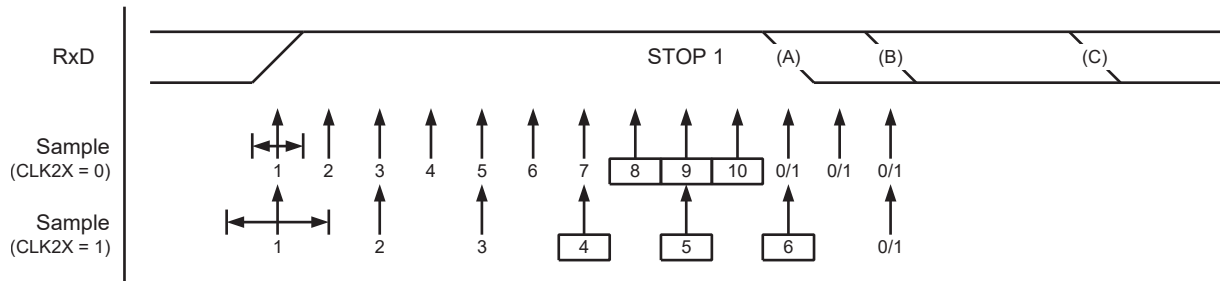 RxD STOP 1 (A) (B) (C)
Sample
(CLK2X = 0)
1 2 3 4 5 6 7 8 9 10 0/1 0/1 0/1
Sample
(CLK2X = 1)
1 2 3 4 5 6 0/1